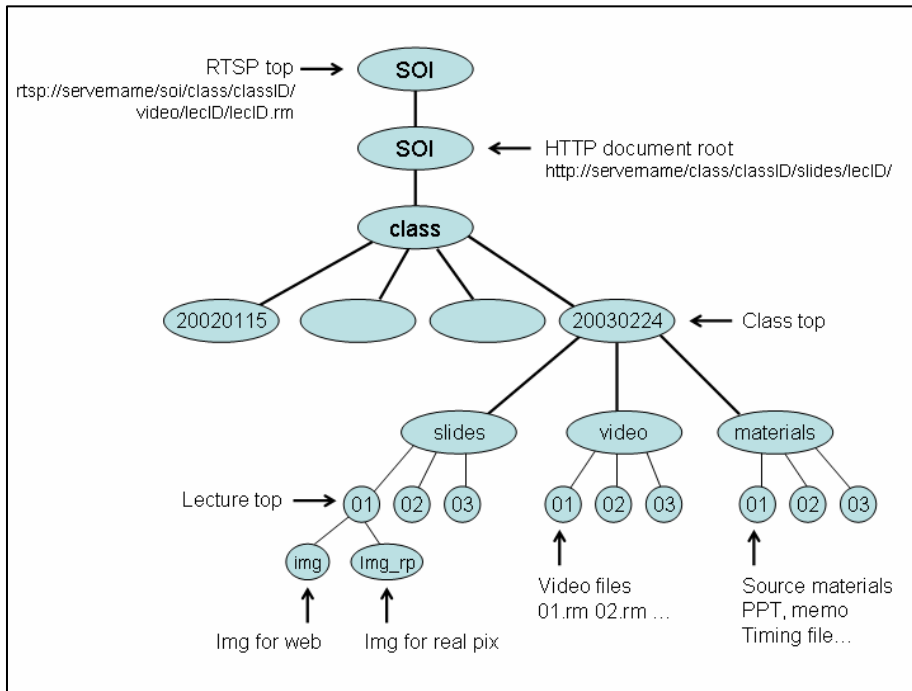 RTSP top
rtsp://servername/soi/class/classID/
video/lecID/lecID.rm
SOI
SOI
HTTP document root
http://servername/class/classID/slides/lecID/
class
20020115
20030224
Class top
slides
video
materials
Lecture top
01
02
03
01
02
03
01
02
03
img
Img_rp
Video files
01.rm 02.rm ...
Source materials
PPT, memo
Timing file...
Img for web
Img for real pix